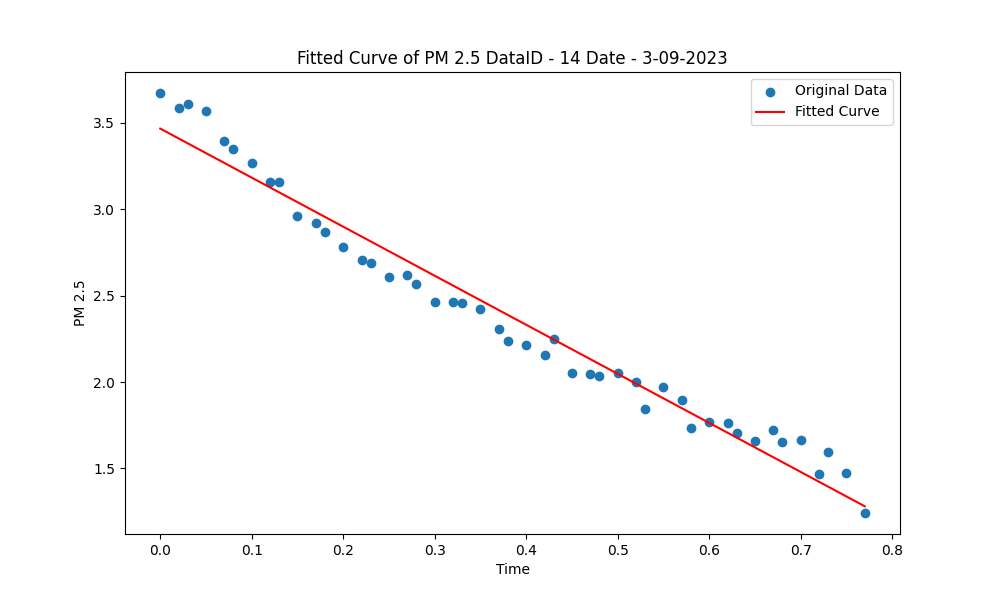 Fitted Curve of PM 2.5 DataID - 14 Date - 3-09-2023
Original Data
Fitted Curve
3.5
3.0
2.5
2.0
1.5
PM 2.5
0.0 0.1 0.2 0.3 0.4 0.5 0.6 0.7 0.8
Time